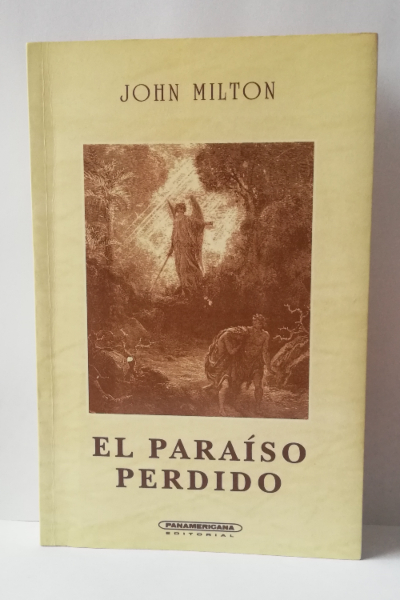 JOHN MILTON
EL PARAÍSO
PERDIDO
PANAMERICANA
EDITORIAL